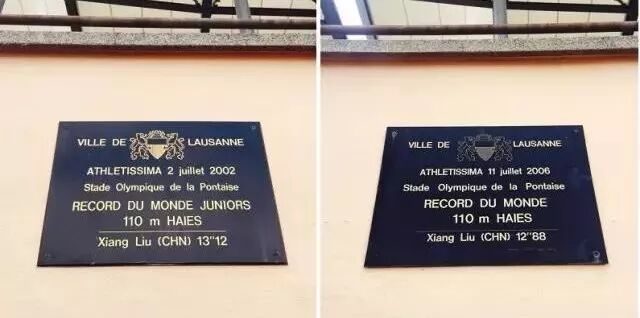 VILLE DE LAUSANNE
ATHLETISSIMA 2 juillet 2002
Stade Olympique de la Pontaise
RECORD DU MONDE JUNIORS
110 m HAIES
Xiang Liu (CHN) 13"12
VILLE DE LAUSANNE
ATHLETISSIMA 11 juillet 2006
Stade Olympique de la Pontaise
RECORD DU MONDE
110 m HAIES
Xiang Liu (CHN) 12"88